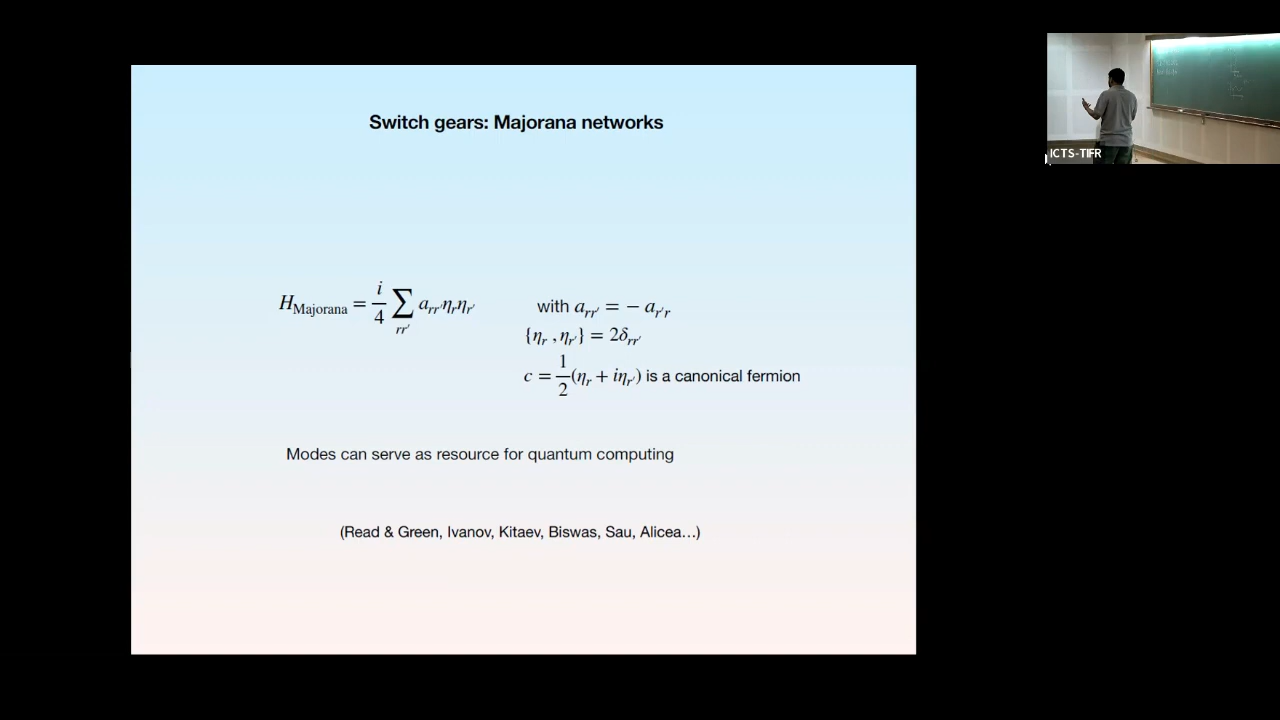 Switch gears: Majorana networks
H_Majorana = i/4 ∑_{rr'} a_{rr'} η_r η_{r'}
with a_{rr'} = − a_{r'r}
{η_r , η_{r'}} = 2δ_{rr'}
c = 1/2 (η_r + iη_{r'}) is a canonical fermion
Modes can serve as resource for quantum computing
(Read & Green, Ivanov, Kitaev, Biswas, Sau, Alicea…)
ICTS-TIFR